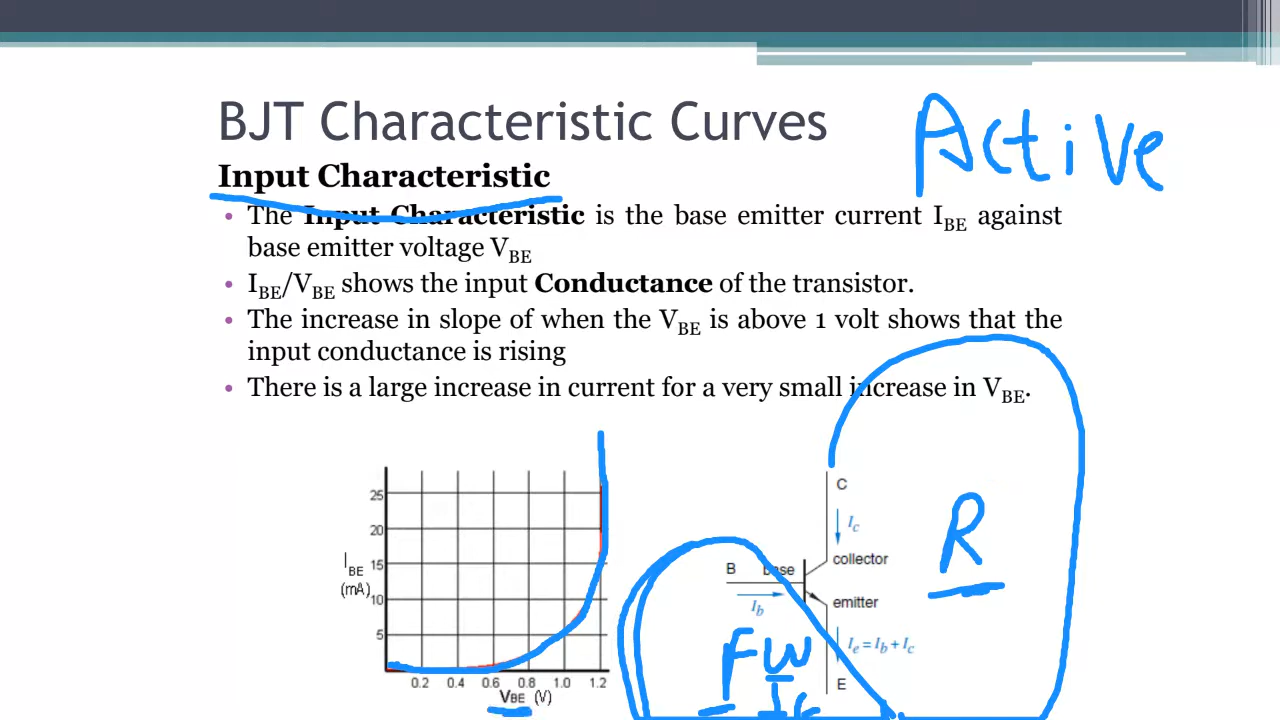 BJT Characteristic Curves
Active
Input Characteristic
• The Input Characteristic is the base emitter current IBE against
base emitter voltage VBE
• IBE/VBE shows the input Conductance of the transistor.
• The increase in slope of when the VBE is above 1 volt shows that the
input conductance is rising
• There is a large increase in current for a very small increase in VBE.
25
20
15
10
5
IBE
(mA)
0.2 0.4 0.6 0.8 1.0 1.2
VBE (V)
C
Ic
collector
B base
Ib
emitter
Ie = Ib + Ic
E
R
FW